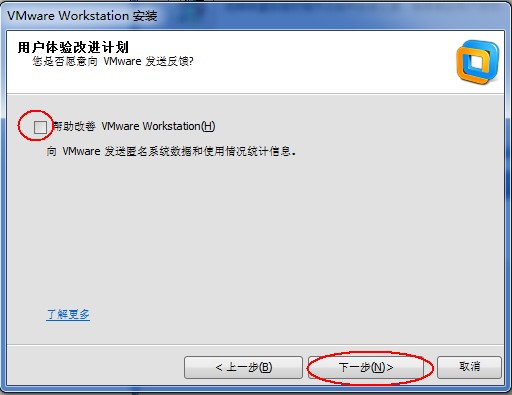 VMware Workstation 安装
用户体验改进计划
您是否愿意向 VMware 发送反馈?
帮助改善 VMware Workstation(H)
向 VMware 发送匿名系统数据和使用情况统计信息。
了解更多
< 上一步(B)
下一步(N)>
取消